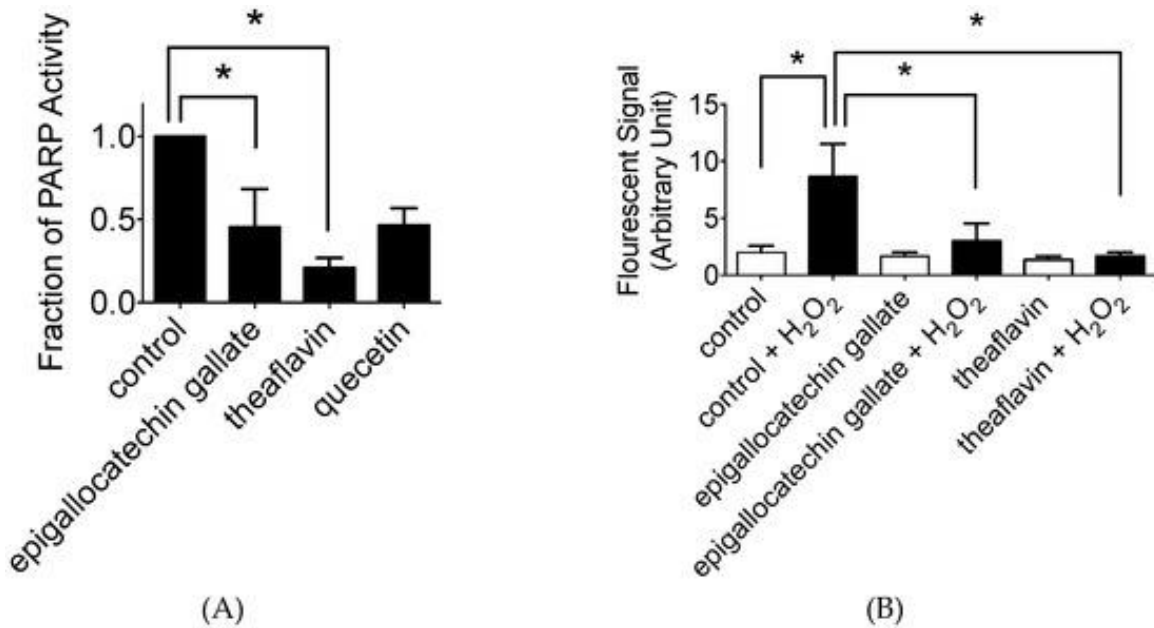 *
*
Fraction of PARP Activity
1.0
0.5
0.0
control
epigallocatechin gallate
theaflavin
quecetin
(A)
*
*
*
Flourescent Signal
(Arbitrary Unit)
15
10
5
0
control
control + H₂O₂
epigallocatechin gallate
epigallocatechin gallate + H₂O₂
theaflavin
theaflavin + H₂O₂
(B)